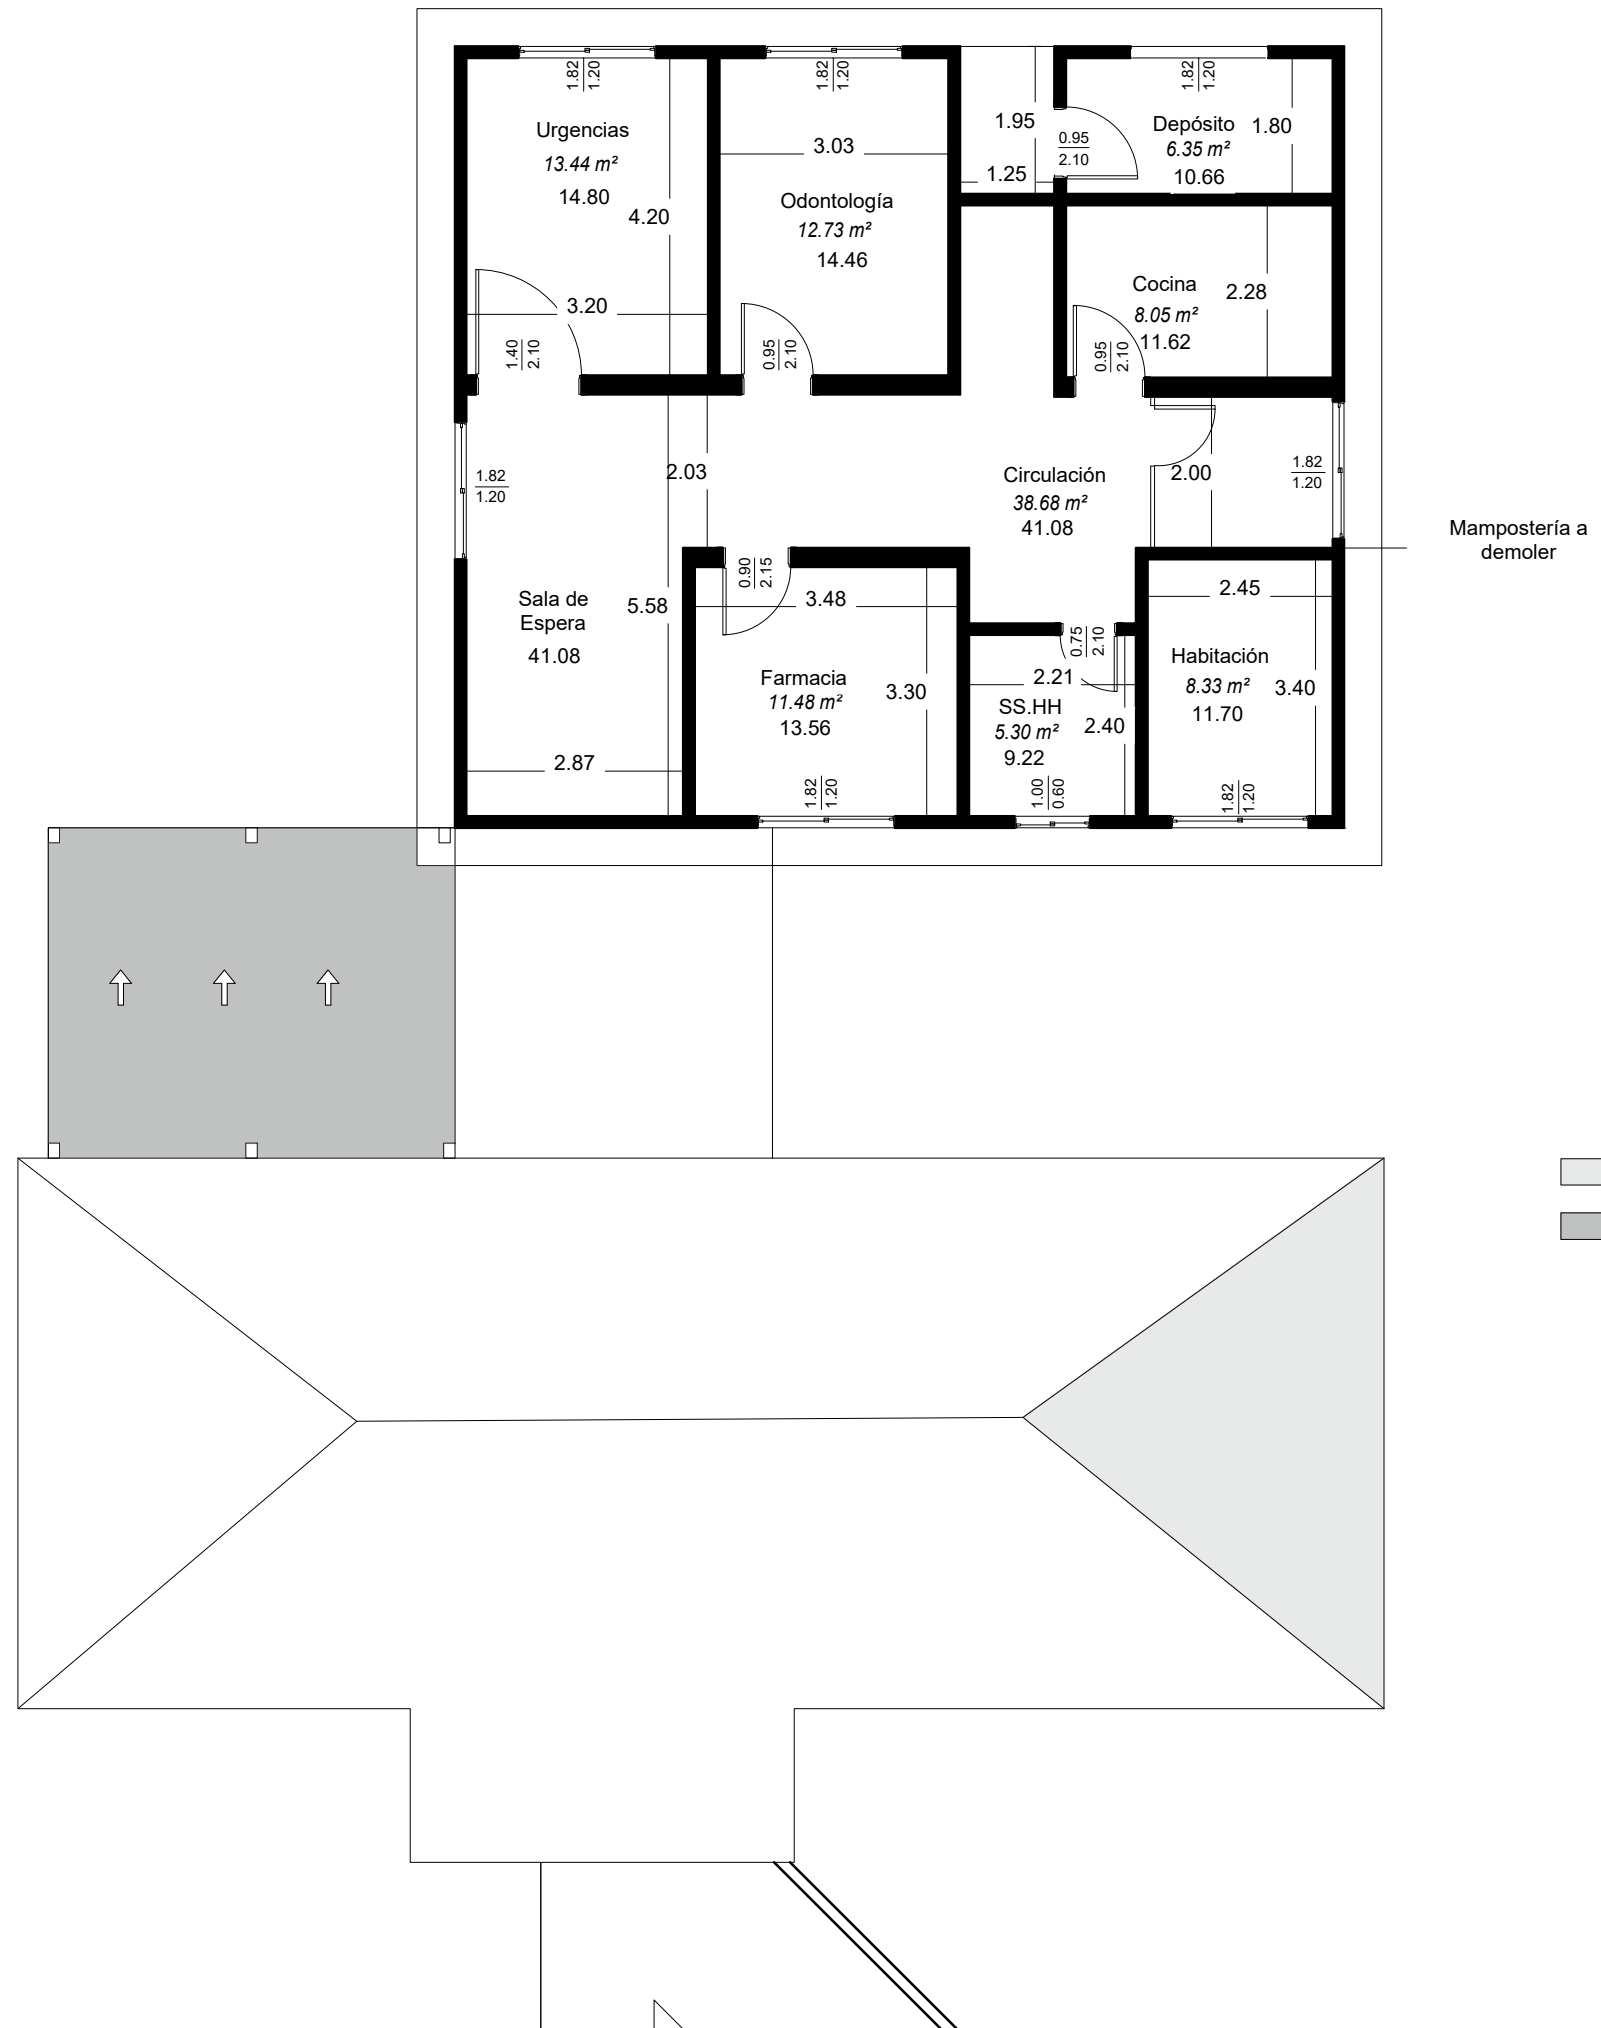 1.82
1.20
1.82
1.20
1.82
1.20
Urgencias
13.44 m²
14.80
4.20
3.20
1.40
2.10
3.03
Odontología
12.73 m²
14.46
0.95
2.10
1.95
1.25
0.95
2.10
Depósito
6.35 m²
10.66
1.80
Cocina
8.05 m²
11.62
2.28
0.95
2.10
1.82
1.20
2.03
Circulación
38.68 m²
41.08
2.00
1.82
1.20
Mampostería a
demoler
Sala de
Espera
41.08
5.58
2.87
0.90
2.15
3.48
Farmacia
11.48 m²
13.56
3.30
1.82
1.20
0.75
2.10
2.21
SS.HH
5.30 m²
9.22
2.40
1.00
0.60
2.45
Habitación
8.33 m²
11.70
3.40
1.82
1.20